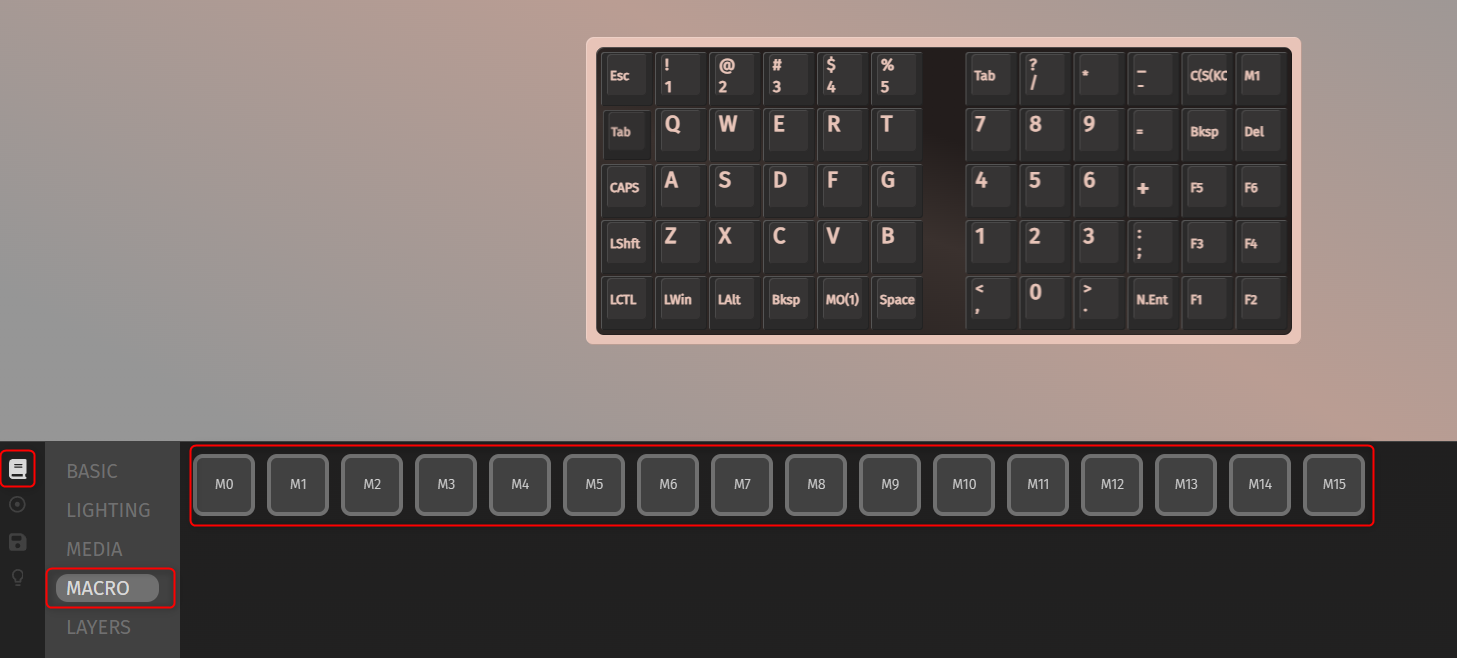 Esc ! @ # $ % Tab ? * _ C(S(KC M1
1 2 3 4 5 / -
Tab Q W E R T 7 8 9 = Bksp Del
CAPS A S D F G 4 5 6 + F5 F6
LShft Z X C V B 1 2 3 : F3 F4
;
LCTL LWin LAlt Bksp MO(1) Space < 0 > N.Ent F1 F2
, .
BASIC
LIGHTING
MEDIA
MACRO
LAYERS
M0 M1 M2 M3 M4 M5 M6 M7 M8 M9 M10 M11 M12 M13 M14 M15